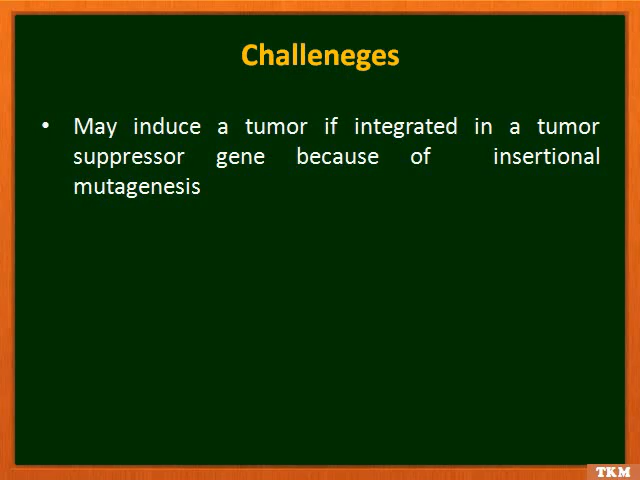 Challeneges
• May induce a tumor if integrated in a tumor
suppressor gene because of insertional
mutagenesis
TKM